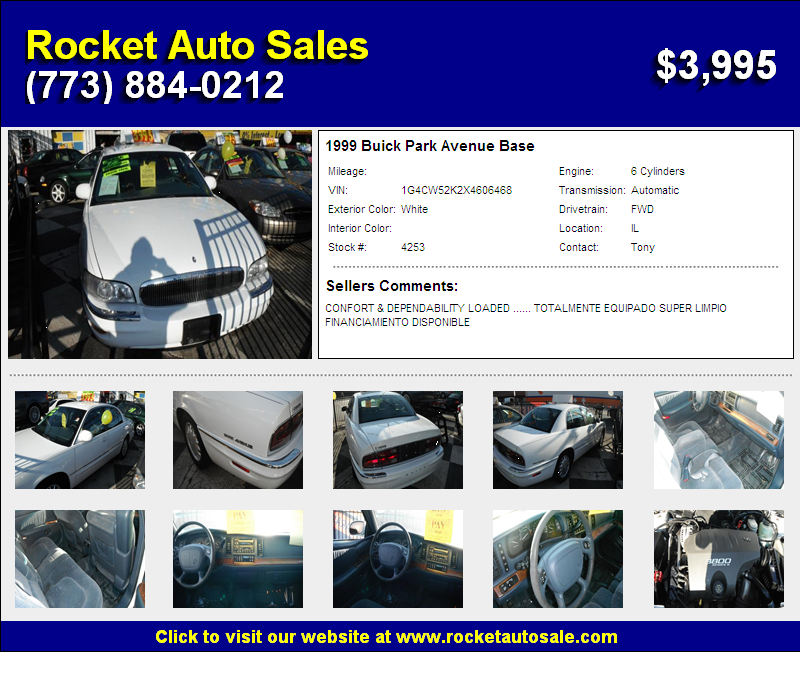 Rocket Auto Sales
(773) 884-0212
$3,995
1999 Buick Park Avenue Base
Mileage:
VIN: 1G4CW52K2X4606468
Exterior Color: White
Interior Color:
Stock #: 4253
Engine: 6 Cylinders
Transmission: Automatic
Drivetrain: FWD
Location: IL
Contact: Tony
Sellers Comments:
CONFORT & DEPENDABILITY LOADED ...... TOTALMENTE EQUIPADO SUPER LIMPIO
FINANCIAMIENTO DISPONIBLE
Click to visit our website at www.rocketautosale.com